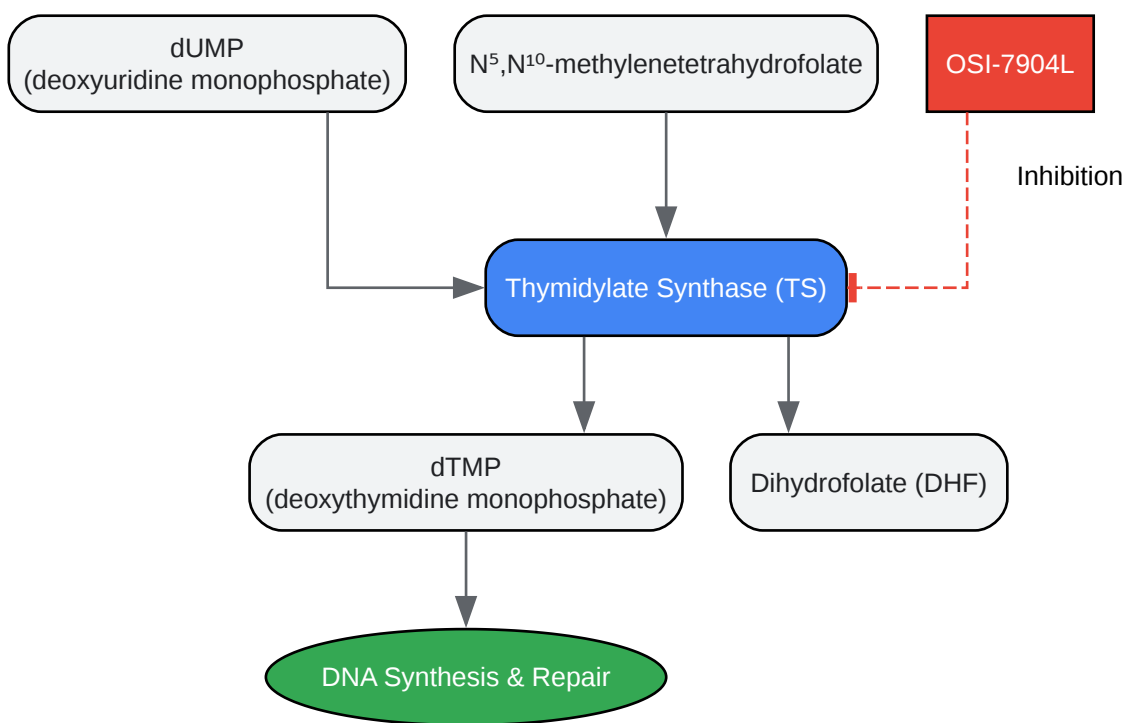 dUMP
(deoxyuridine monophosphate)
N⁵,N¹⁰-methylenetetrahydrofolate
OSI-7904L
Inhibition
Thymidylate Synthase (TS)
dTMP
(deoxythymidine monophosphate)
Dihydrofolate (DHF)
DNA Synthesis & Repair